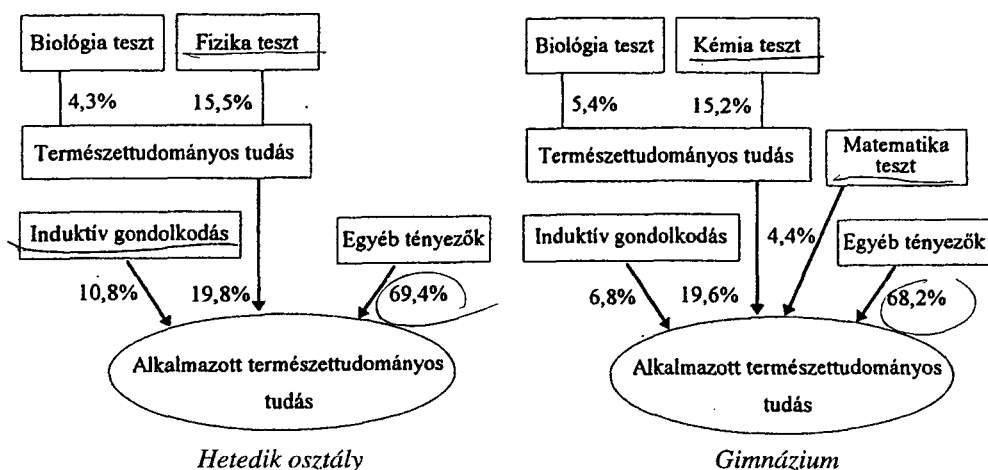 Biológia teszt
Fizika teszt
4,3%
15,5%
Természettudományos tudás
Induktív gondolkodás
Egyéb tényezők
10,8%
19,8%
69,4%
Alkalmazott természettudományos
tudás
Hetedik osztály
Biológia teszt
Kémia teszt
5,4%
15,2%
Természettudományos tudás
Matematika
teszt
Induktív gondolkodás
4,4%
Egyéb tényezők
6,8%
19,6%
68,2%
Alkalmazott természettudományos
tudás
Gimnázium